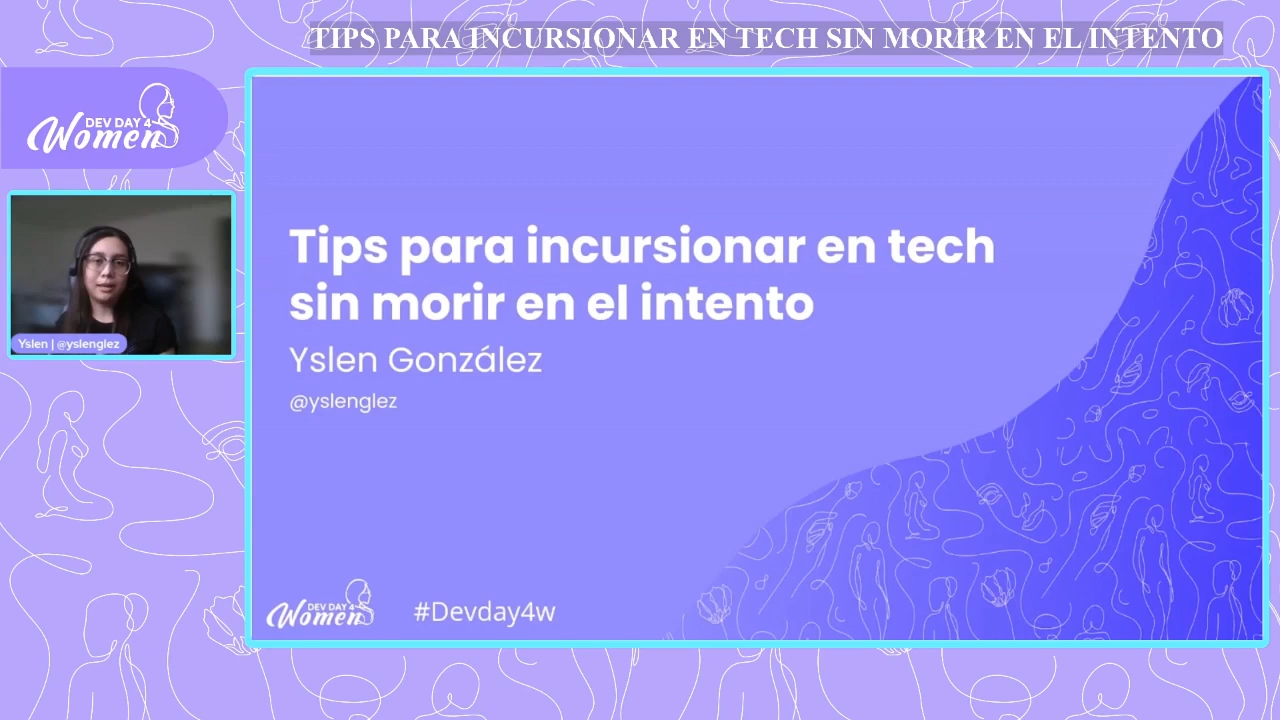 TIPS PARA INCURSIONAR EN TECH SIN MORIR EN EL INTENTO
DEV DAY 4
Women
Yslen | @yslenglez
Tips para incursionar en tech
sin morir en el intento
Yslen González
@yslenglez
DEV DAY 4
Women
#Devday4w